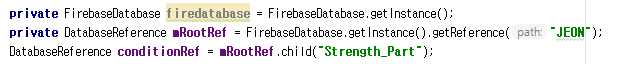 private FirebaseDatabase firedatabase = FirebaseDatabase.getInstance();
private DatabaseReference mRootRef = FirebaseDatabase.getInstance().getReference( path: "JEON");
DatabaseReference conditionRef = mRootRef.child("Strength_Part");